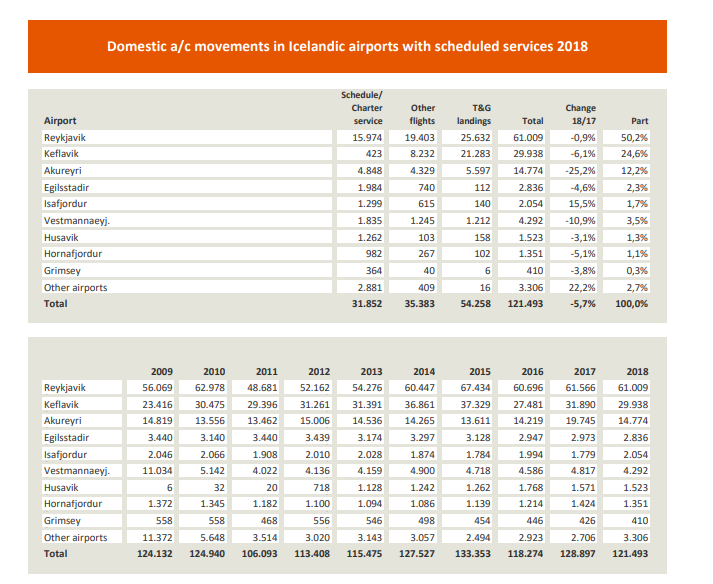 Domestic a/c movements in Icelandic airports with scheduled services 2018
Schedule/
Charter Other T&G Change
Airport service flights landings Total 18/17 Part
Reykjavik 15.974 19.403 25.632 61.009 -0,9% 50,2%
Keflavik 423 8.232 21.283 29.938 -6,1% 24,6%
Akureyri 4.848 4.329 5.597 14.774 -25,2% 12,2%
Egilsstadir 1.984 740 112 2.836 -4,6% 2,3%
Isafjordur 1.299 615 140 2.054 15,5% 1,7%
Vestmannaeyj. 1.835 1.245 1.212 4.292 -10,9% 3,5%
Husavik 1.262 103 158 1.523 -3,1% 1,3%
Hornafjordur 982 267 102 1.351 -5,1% 1,1%
Grimsey 364 40 6 410 -3,8% 0,3%
Other airports 2.881 409 16 3.306 22,2% 2,7%
Total 31.852 35.383 54.258 121.493 -5,7% 100,0%
2009 2010 2011 2012 2013 2014 2015 2016 2017 2018
Reykjavik 56.069 62.978 48.681 52.162 54.276 60.447 67.434 60.696 61.566 61.009
Keflavik 23.416 30.475 29.396 31.261 31.391 36.861 37.329 27.481 31.890 29.938
Akureyri 14.819 13.556 13.462 15.006 14.536 14.265 13.611 14.219 19.745 14.774
Egilsstadir 3.440 3.140 3.440 3.439 3.174 3.297 3.128 2.947 2.973 2.836
Isafjordur 2.046 2.066 1.908 2.010 2.028 1.874 1.784 1.994 1.779 2.054
Vestmannaeyj. 11.034 5.142 4.022 4.136 4.159 4.900 4.718 4.586 4.817 4.292
Husavik 6 32 20 718 1.128 1.242 1.262 1.768 1.571 1.523
Hornafjordur 1.372 1.345 1.182 1.100 1.094 1.086 1.139 1.214 1.424 1.351
Grimsey 558 558 468 556 546 498 454 446 426 410
Other airports 11.372 5.648 3.514 3.020 3.143 3.057 2.494 2.923 2.706 3.306
Total 124.132 124.940 106.093 113.408 115.475 127.527 133.353 118.274 128.897 121.493